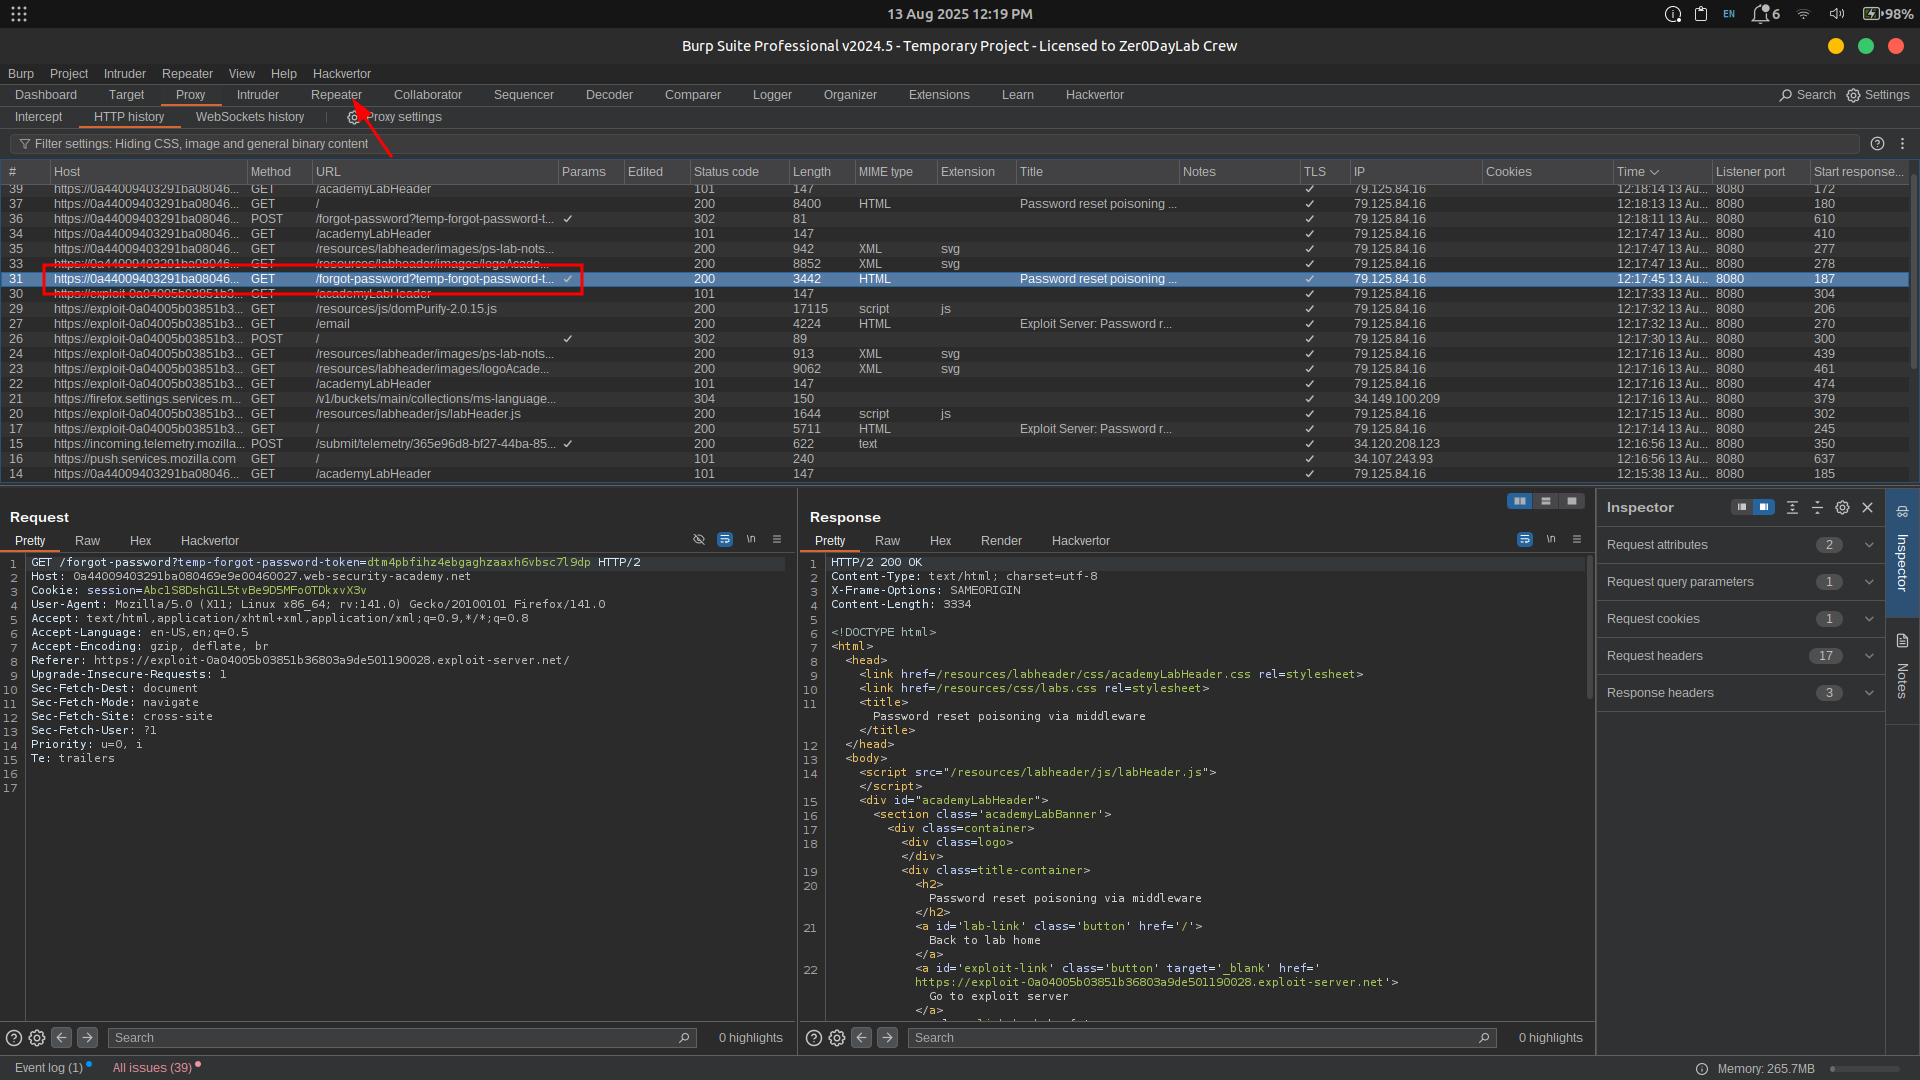 13 Aug 2025 12:19 PM
EN
6
98%
Burp Suite Professional v2024.5 - Temporary Project - Licensed to Zer0DayLab Crew
Burp Project Intruder Repeater View Help Hackvertor
Dashboard Target Proxy Intruder Repeater Collaborator Sequencer Decoder Comparer Logger Organizer Extensions Learn Hackvertor Search Settings
Intercept HTTP history WebSockets history Proxy settings
Filter settings: Hiding CSS, image and general binary content
# Host Method URL Params Edited Status code Length MIME type Extension Title Notes TLS IP Cookies Time Listener port Start response...
39 https://0a44009403291ba08046... GET /academyLabHeader 101 147 ✓ 79.125.84.16 12:18:14 13 Au... 8080 172
37 https://0a44009403291ba08046... GET / 200 8400 HTML Password reset poisoning ... ✓ 79.125.84.16 12:18:13 13 Au... 8080 180
36 https://0a44009403291ba08046... POST /forgot-password?temp-forgot-password-t... ✓ 302 81 ✓ 79.125.84.16 12:18:11 13 Au... 8080 610
34 https://0a44009403291ba08046... GET /academyLabHeader 101 147 ✓ 79.125.84.16 12:17:47 13 Au... 8080 410
35 https://0a44009403291ba08046... GET /resources/labheader/images/ps-lab-nots... 200 942 XML svg ✓ 79.125.84.16 12:17:47 13 Au... 8080 277
33 https://0a44009403291ba08046... GET /resources/labheader/images/logoAcade... 200 8852 XML svg ✓ 79.125.84.16 12:17:47 13 Au... 8080 278
31 https://0a44009403291ba08046... GET /forgot-password?temp-forgot-password-t... ✓ 200 3442 HTML Password reset poisoning ... ✓ 79.125.84.16 12:17:45 13 Au... 8080 187
30 https://exploit-0a04005b03851b3... GET /academyLabHeader 101 147 ✓ 79.125.84.16 12:17:33 13 Au... 8080 304
29 https://exploit-0a04005b03851b3... GET /resources/js/domPurify-2.0.15.js 200 17115 script js ✓ 79.125.84.16 12:17:32 13 Au... 8080 206
27 https://exploit-0a04005b03851b3... GET /email 200 4224 HTML Exploit Server: Password r... ✓ 79.125.84.16 12:17:32 13 Au... 8080 270
26 https://exploit-0a04005b03851b3... POST / ✓ 302 89 ✓ 79.125.84.16 12:17:30 13 Au... 8080 300
24 https://exploit-0a04005b03851b3... GET /resources/labheader/images/ps-lab-nots... 200 913 XML svg ✓ 79.125.84.16 12:17:16 13 Au... 8080 439
23 https://exploit-0a04005b03851b3... GET /resources/labheader/images/logoAcade... 200 9062 XML svg ✓ 79.125.84.16 12:17:16 13 Au... 8080 461
22 https://exploit-0a04005b03851b3... GET /academyLabHeader 101 147 ✓ 79.125.84.16 12:17:16 13 Au... 8080 474
21 https://firefox.settings.services.m... GET /v1/buckets/main/collections/ms-language... 304 150 ✓ 34.149.100.209 12:17:16 13 Au... 8080 379
20 https://exploit-0a04005b03851b3... GET /resources/labheader/js/labHeader.js 200 1644 script js ✓ 79.125.84.16 12:17:15 13 Au... 8080 302
17 https://exploit-0a04005b03851b3... GET / 200 5711 HTML Exploit Server: Password r... ✓ 79.125.84.16 12:17:14 13 Au... 8080 245
15 https://incoming.telemetry.mozilla... POST /submit/telemetry/365e96d8-bf27-44ba-85... ✓ 200 622 text ✓ 34.120.208.123 12:16:56 13 Au... 8080 350
16 https://push.services.mozilla.com GET / 101 240 ✓ 34.107.243.93 12:16:56 13 Au... 8080 637
14 https://0a44009403291ba08046... GET /academyLabHeader 101 147 ✓ 79.125.84.16 12:15:38 13 Au... 8080 185
Request
Pretty Raw Hex Hackvertor \n
1 GET /forgot-password?temp-forgot-password-token=dtm4pbfihz4ebgaghzaaxh6vbsc7l9dp HTTP/2
2 Host: 0a44009403291ba080469e9e00460027.web-security-academy.net
3 Cookie: session=Abc1S8DshG1L5tvBe9D5MFoOTDkxvX3v
4 User-Agent: Mozilla/5.0 (X11; Linux x86_64; rv:141.0) Gecko/20100101 Firefox/141.0
5 Accept: text/html,application/xhtml+xml,application/xml;q=0.9,*/*;q=0.8
6 Accept-Language: en-US,en;q=0.5
7 Accept-Encoding: gzip, deflate, br
8 Referer: https://exploit-0a04005b03851b36803a9de501190028.exploit-server.net/
9 Upgrade-Insecure-Requests: 1
10 Sec-Fetch-Dest: document
11 Sec-Fetch-Mode: navigate
12 Sec-Fetch-Site: cross-site
13 Sec-Fetch-User: ?1
14 Priority: u=0, i
15 Te: trailers
16
17
Search 0 highlights
Response
Pretty Raw Hex Render Hackvertor \n
1 HTTP/2 200 OK
2 Content-Type: text/html; charset=utf-8
3 X-Frame-Options: SAMEORIGIN
4 Content-Length: 3334
5
6 <!DOCTYPE html>
7 <html>
8 <head>
9 <link href=/resources/labheader/css/academyLabHeader.css rel=stylesheet>
10 <link href=/resources/css/labs.css rel=stylesheet>
11 <title>
Password reset poisoning via middleware
</title>
12 </head>
13 <body>
14 <script src="/resources/labheader/js/labHeader.js">
</script>
15 <div id="academyLabHeader">
16 <section class='academyLabBanner'>
17 <div class=container>
18 <div class=logo>
</div>
19 <div class=title-container>
20 <h2>
Password reset poisoning via middleware
</h2>
21 <a id='lab-link' class='button' href='/'>
Back to lab home
</a>
22 <a id='exploit-link' class='button' target='_blank' href='
https://exploit-0a04005b03851b36803a9de501190028.exploit-server.net'>
Go to exploit server
</a>
Search 0 highlights
Inspector
Request attributes 2
Request query parameters 1
Request cookies 1
Request headers 17
Response headers 3
Inspector
Notes
Event log (1) All issues (39) Memory: 265.7MB